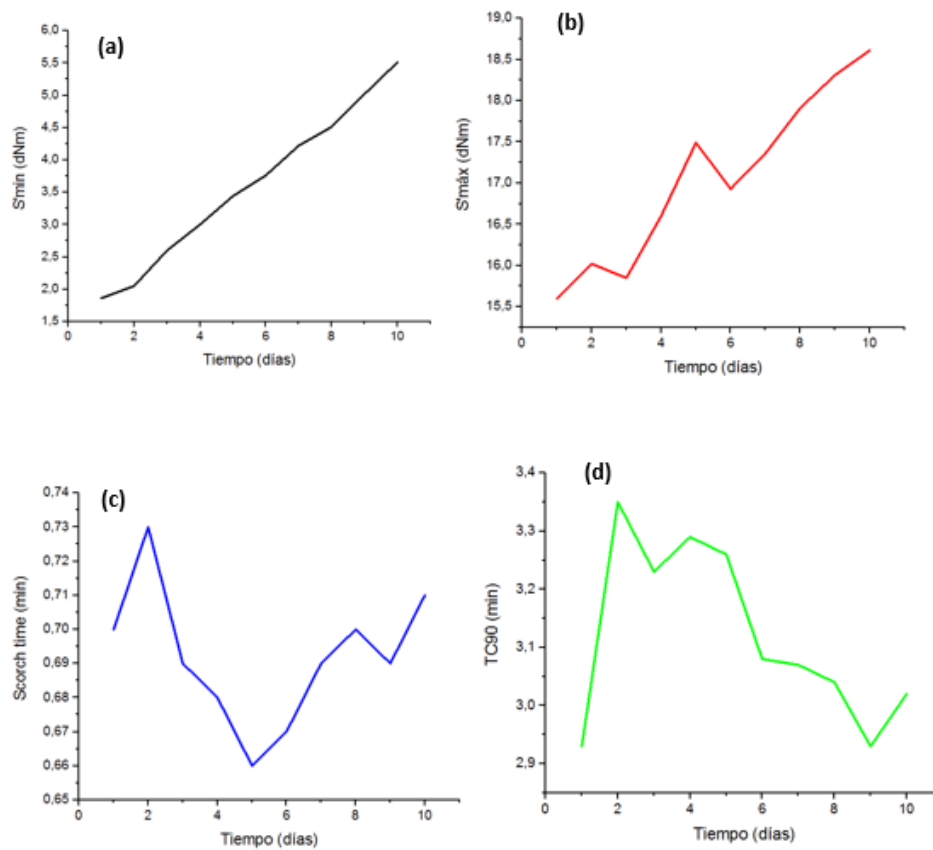 (a)
S'min (dNm)
5,5
5,0
4,5
4,0
3,5
3,0
2,5
2,0
1,5
0 2 4 6 8 10
Tiempo (días)
(b)
S'máx (dNm)
19,0
18,5
18,0
17,5
17,0
16,5
16,0
15,5
0 2 4 6 8 10
Tiempo (días)
(c)
Scorch time (min)
0,74
0,73
0,72
0,71
0,70
0,69
0,68
0,67
0,66
0,65
0 2 4 6 8 10
Tiempo (días)
(d)
TC90 (min)
3,4
3,3
3,2
3,1
3,0
2,9
0 2 4 6 8 10
Tiempo (días)